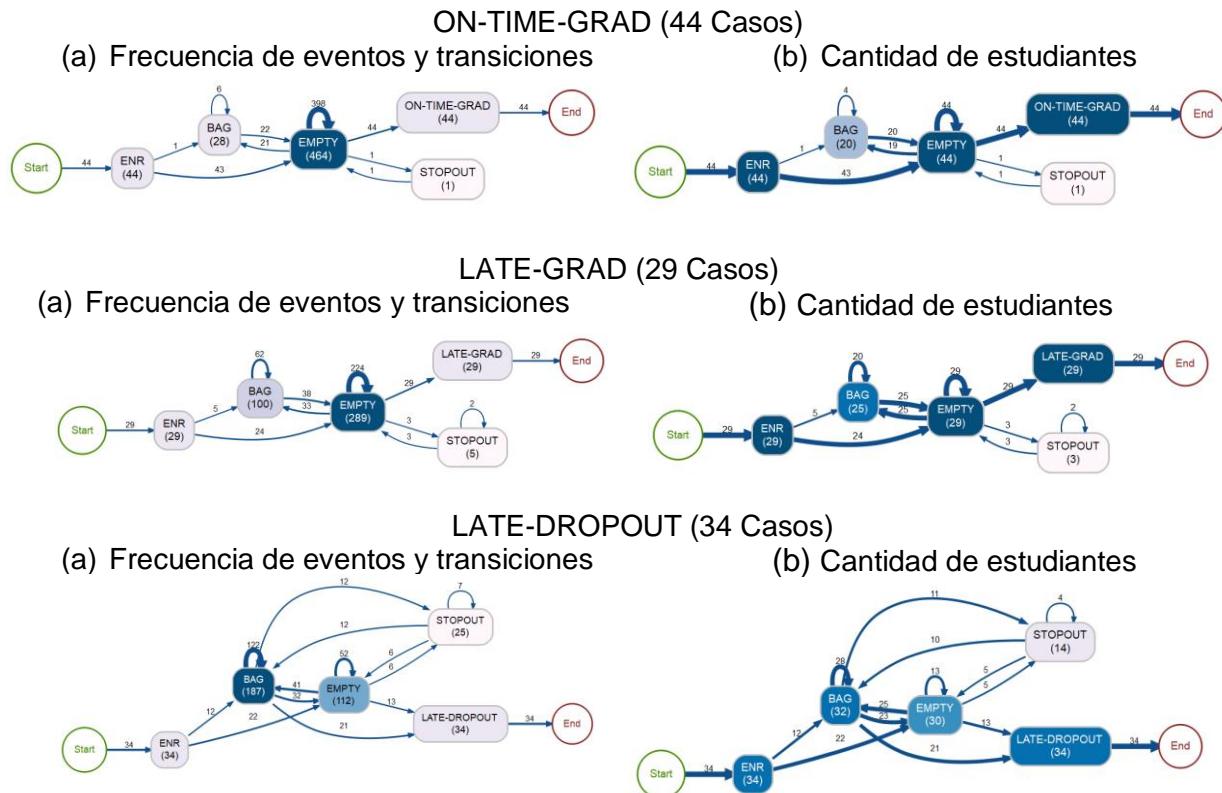 ON-TIME-GRAD (44 Casos)
(a) Frecuencia de eventos y transiciones
(b) Cantidad de estudiantes
6
398
BAG
(28)
22
21
EMPTY
(464)
44
ON-TIME-GRAD
(44)
44
End
Start
44
ENR
(44)
1
43
1
1
STOPOUT
(1)
4
44
BAG
(20)
20
19
EMPTY
(44)
44
ON-TIME-GRAD
(44)
44
End
Start
44
ENR
(44)
1
43
1
1
STOPOUT
(1)
LATE-GRAD (29 Casos)
(a) Frecuencia de eventos y transiciones
(b) Cantidad de estudiantes
62
224
BAG
(100)
38
33
EMPTY
(289)
29
LATE-GRAD
(29)
29
End
Start
29
ENR
(29)
5
24
3
3
2
STOPOUT
(5)
20
29
BAG
(25)
25
25
EMPTY
(29)
29
LATE-GRAD
(29)
29
End
Start
29
ENR
(29)
5
24
3
3
2
STOPOUT
(3)
LATE-DROPOUT (34 Casos)
(a) Frecuencia de eventos y transiciones
(b) Cantidad de estudiantes
12
7
STOPOUT
(25)
12
6
6
122
BAG
(187)
41
32
52
EMPTY
(112)
13
LATE-DROPOUT
(34)
34
End
12
22
21
Start
34
ENR
(34)
11
4
STOPOUT
(14)
10
5
5
28
BAG
(32)
25
23
13
EMPTY
(30)
13
LATE-DROPOUT
(34)
34
End
12
22
21
Start
34
ENR
(34)